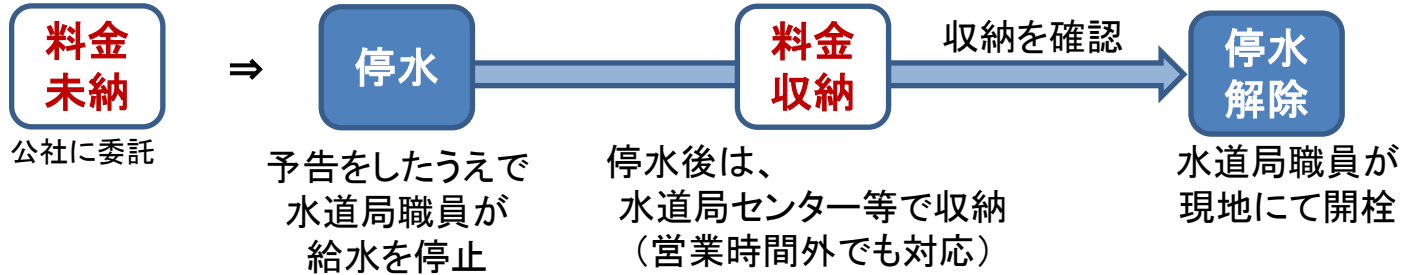 料金
未納
公社に委託
⇒
停水
予告をしたうえで
水道局職員が
給水を停止
料金
収納
停水後は、
水道局センター等で収納
（営業時間外でも対応）
収納を確認
停水
解除
水道局職員が
現地にて開栓